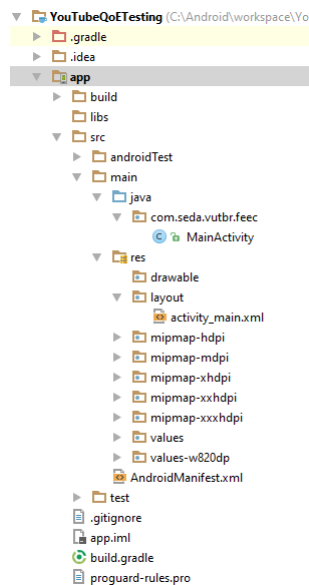 YouTubeQoETesting (C:\Android\workspace\Yo
.gradle
.idea
app
build
libs
src
androidTest
main
java
com.seda.vutbr.feec
MainActivity
res
drawable
layout
activity_main.xml
mipmap-hdpi
mipmap-mdpi
mipmap-xhdpi
mipmap-xxhdpi
mipmap-xxxhdpi
values
values-w820dp
AndroidManifest.xml
test
.gitignore
app.iml
build.gradle
proguard-rules.pro